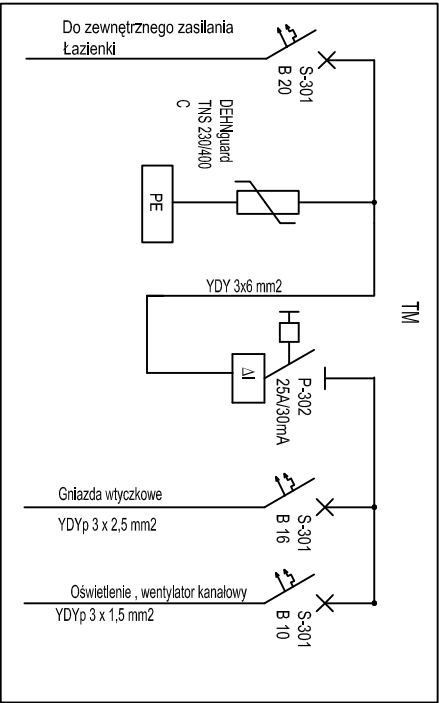 Do zewnętrznego zasilania
Łazienki
S-301
B 20
DEHNguard
TNS 230/400
C
PE
YDY 3x6 mm2
TM
P-302
25A/30mA
ΔI
Gniazda wtyczkowe
YDYp 3 x 2,5 mm2
S-301
B 16
Oświetlenie , wentylator kanałowy
YDYp 3 x 1,5 mm2
S-301
B 10